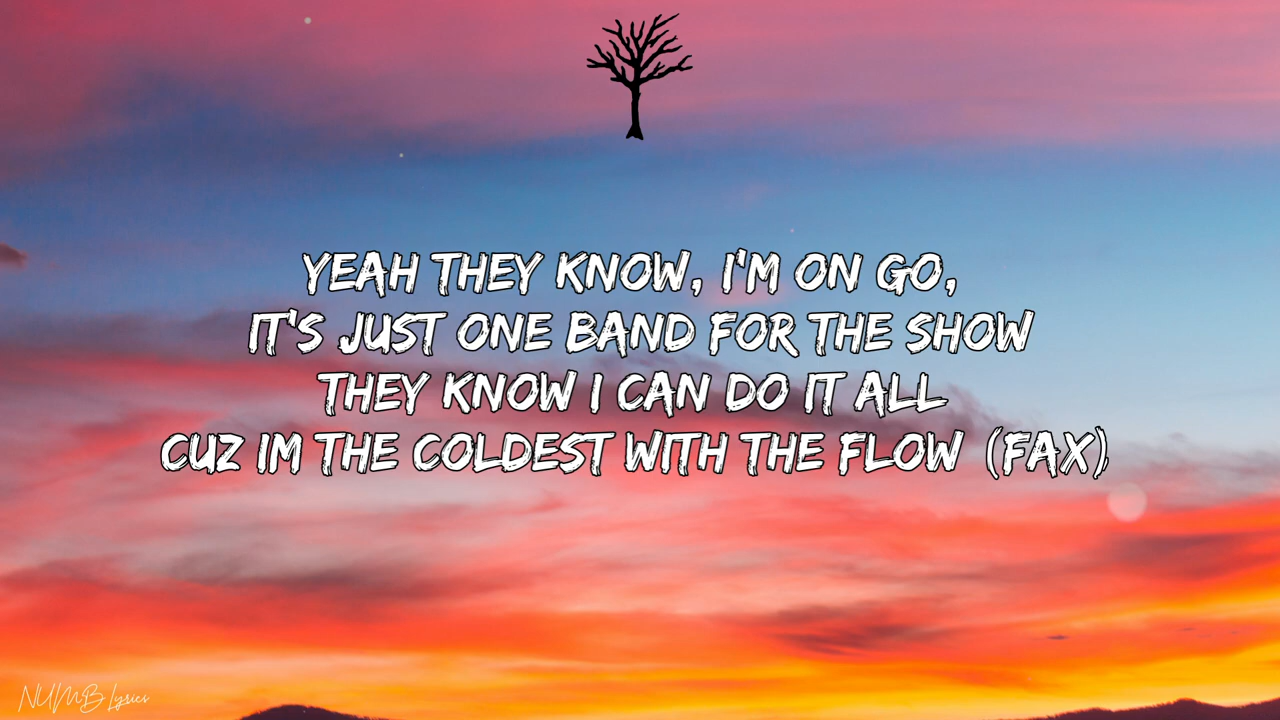 YEAH THEY KNOW, I'M ON GO,
IT'S JUST ONE BAND FOR THE SHOW
THEY KNOW I CAN DO IT ALL
CUZ IM THE COLDEST WITH THE FLOW (FAX)
NUMB Lyrics